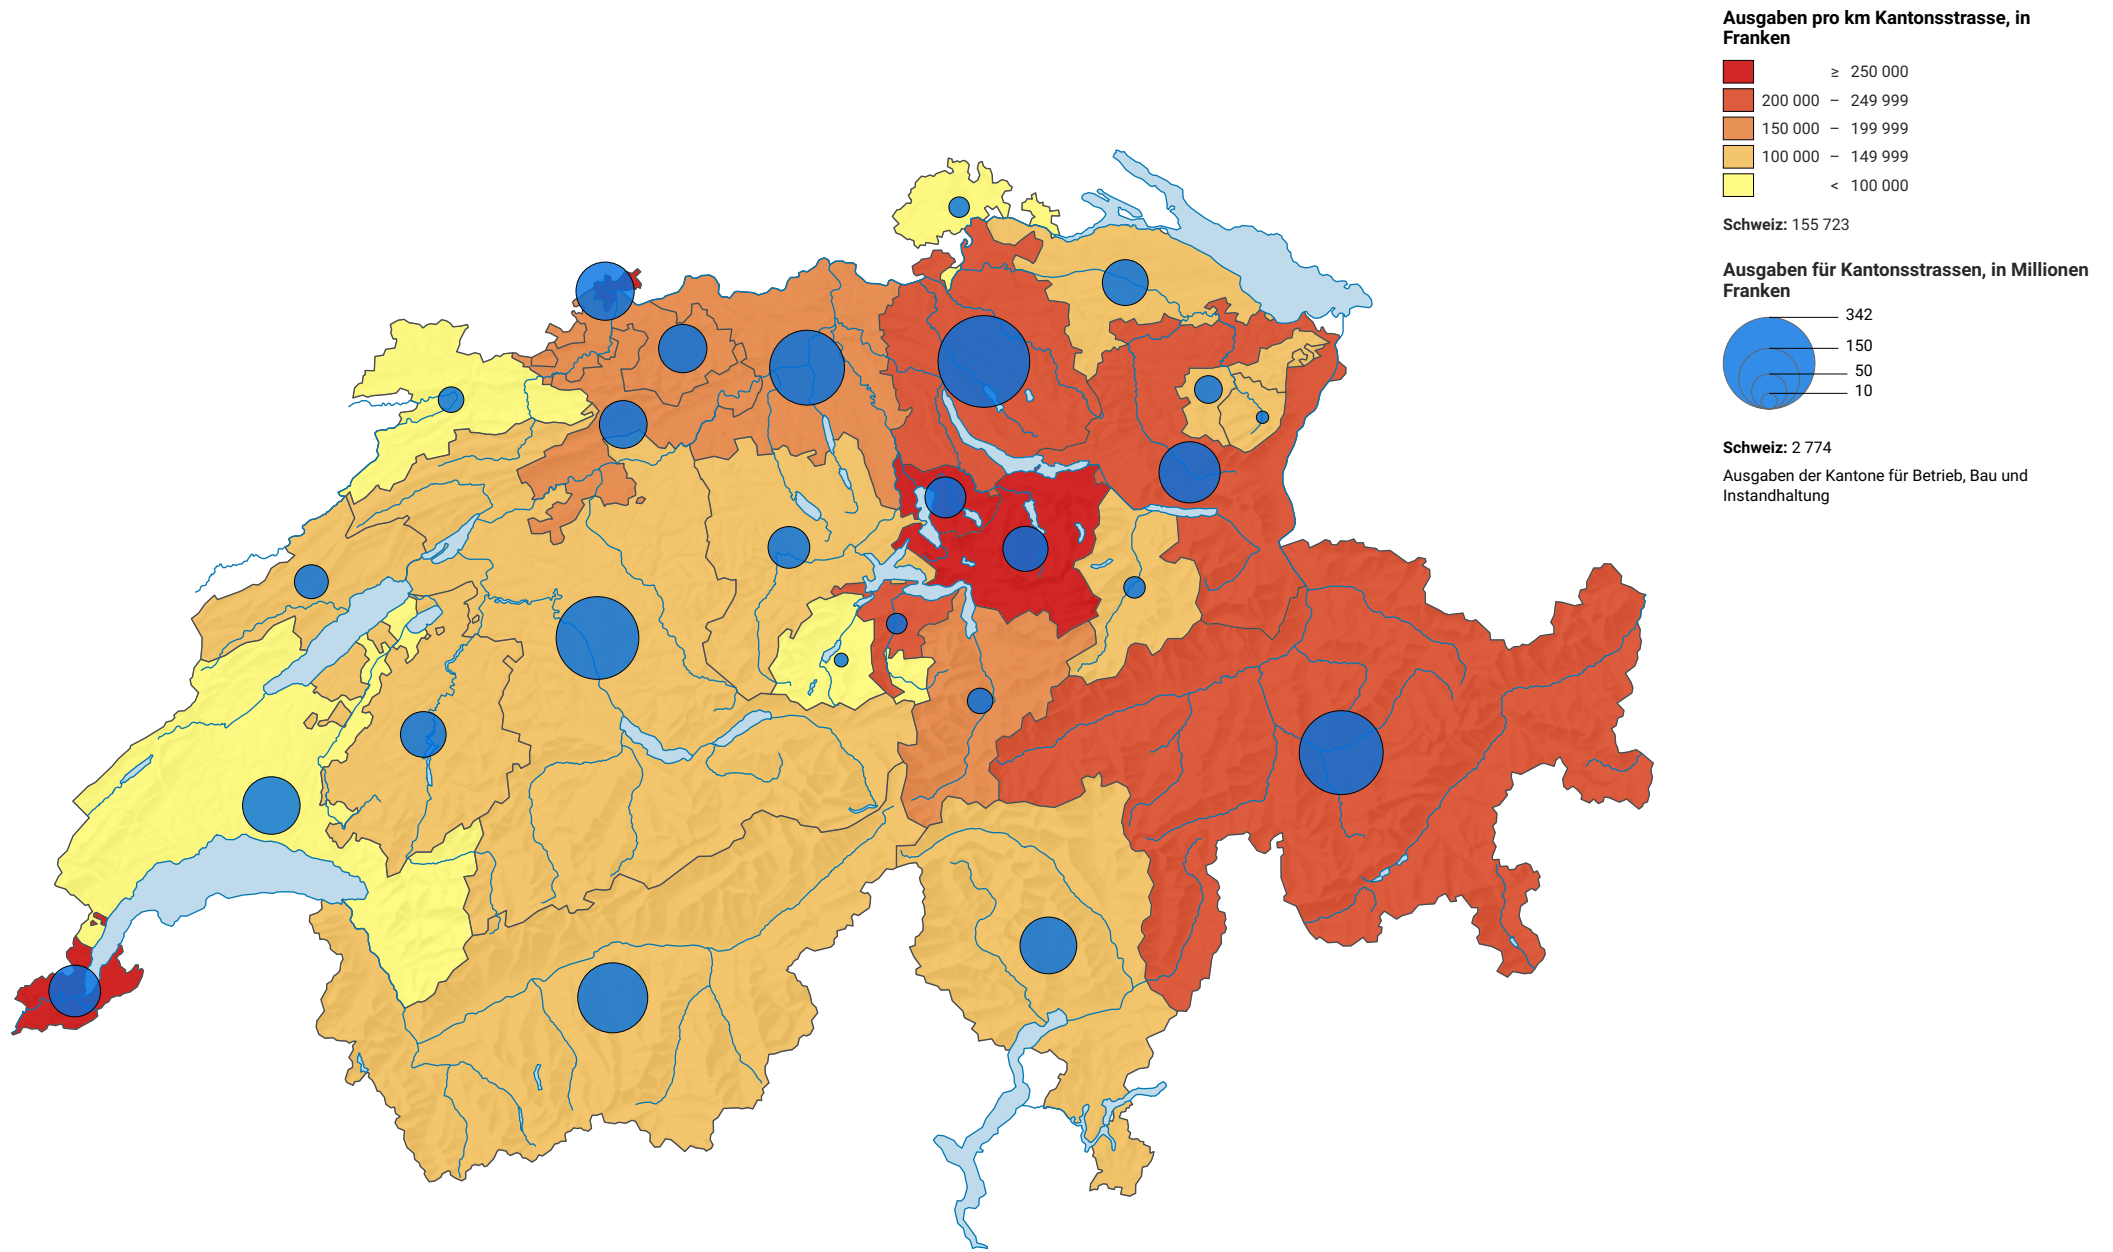 Ausgaben pro km Kantonsstrasse, in
Franken
≥ 250 000
200 000 – 249 999
150 000 – 199 999
100 000 – 149 999
< 100 000
Schweiz: 155 723
Ausgaben für Kantonsstrassen, in Millionen
Franken
342
150
50
10
Schweiz: 2 774
Ausgaben der Kantone für Betrieb, Bau und
Instandhaltung